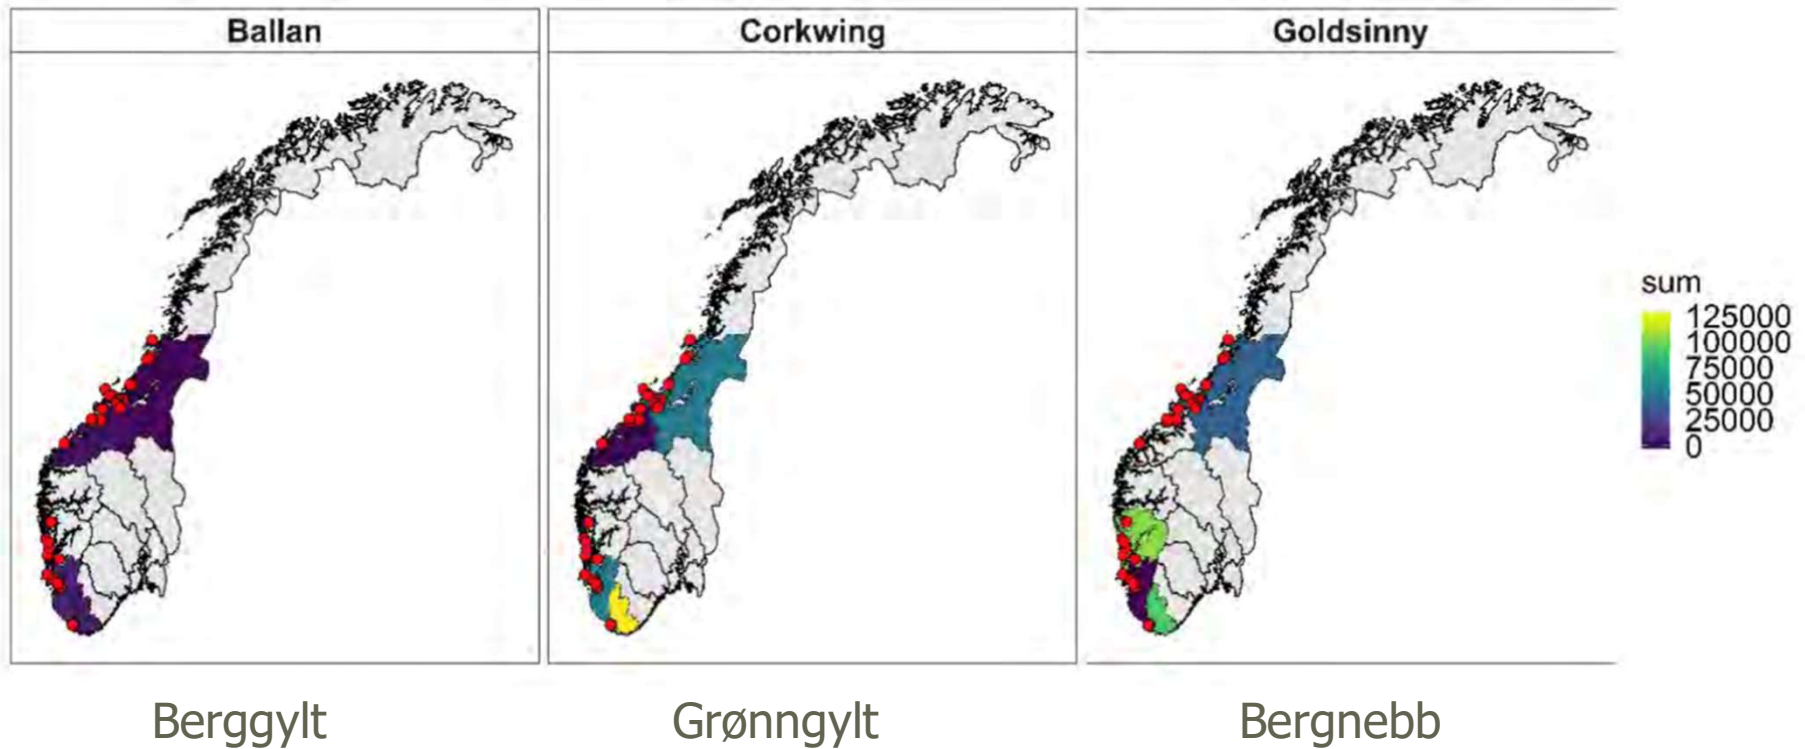 Ballan
Corkwing
Goldsinny
sum
125000
100000
75000
50000
25000
0
Berggylt
Grønngylt
Bergnebb